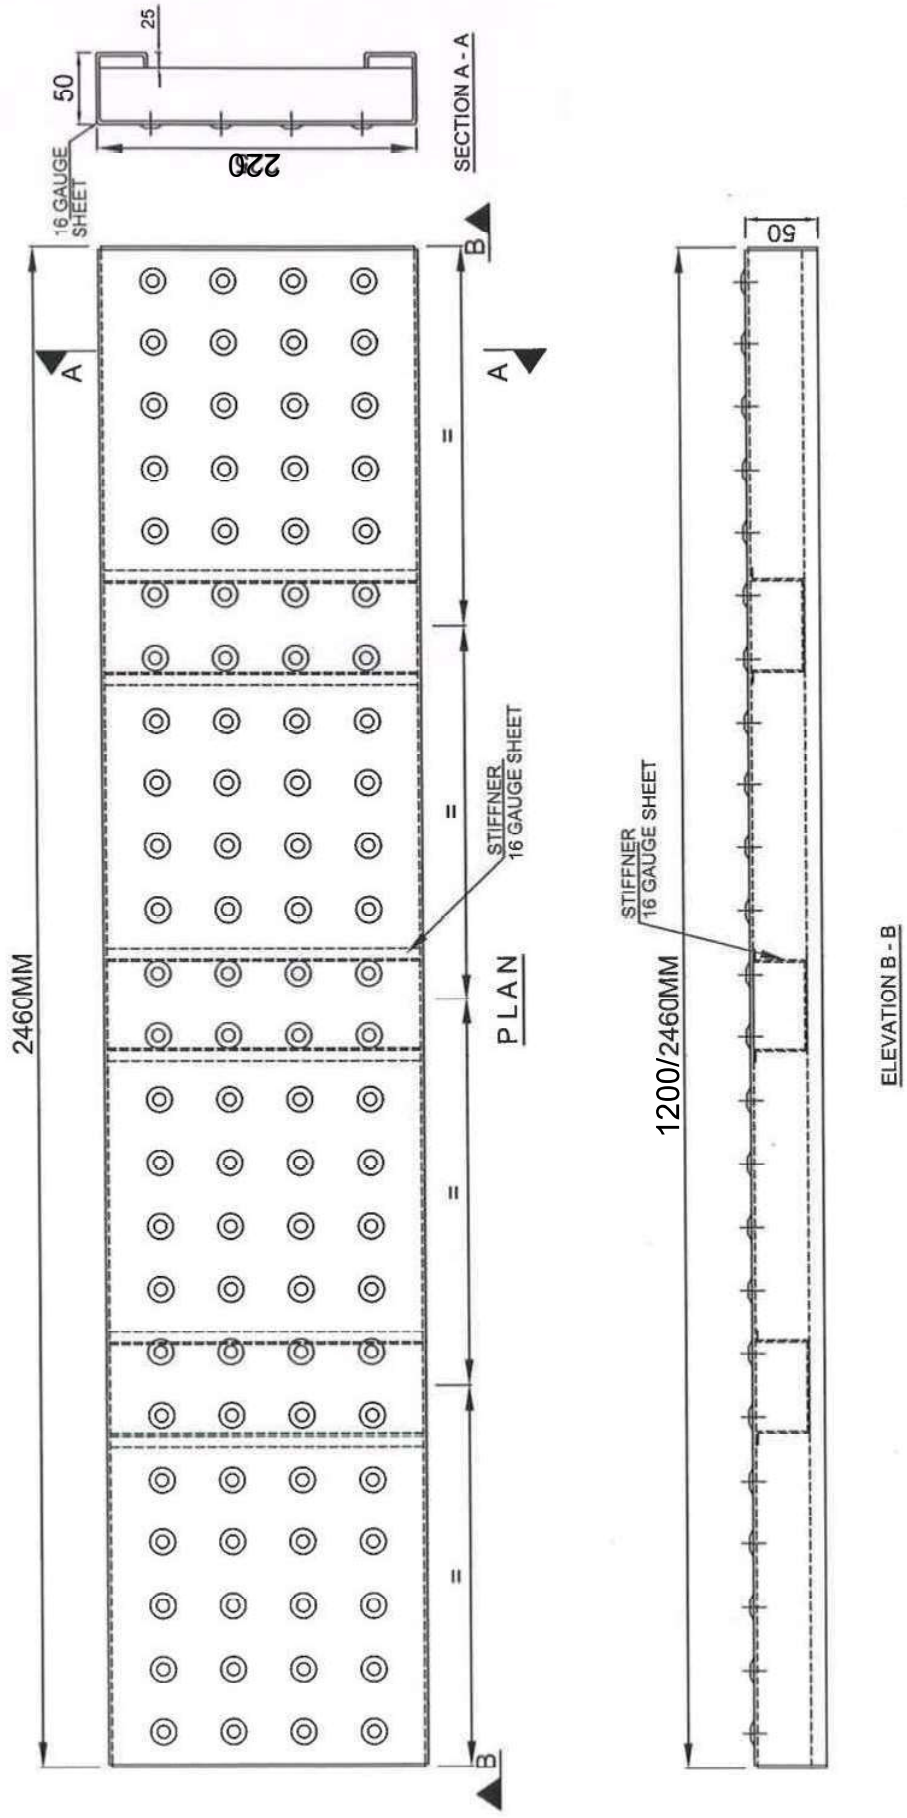 2460MM
16 GAUGE
SHEET
50
25
220
SECTION A - A
A
A
B
B
=
=
=
=
STIFFNER
16 GAUGE SHEET
PLAN
1200/2460MM
50
STIFFNER
16 GAUGE SHEET
ELEVATION B - B